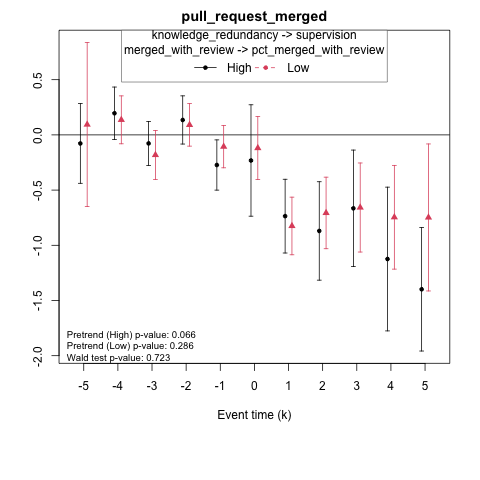 pull_request_merged
knowledge_redundancy -> supervision
merged_with_review -> pct_merged_with_review
High Low
0.5
0.0
-0.5
-1.0
-1.5
-2.0
Pretrend (High) p-value: 0.066
Pretrend (Low) p-value: 0.286
Wald test p-value: 0.723
-5 -4 -3 -2 -1 0 1 2 3 4 5
Event time (k)